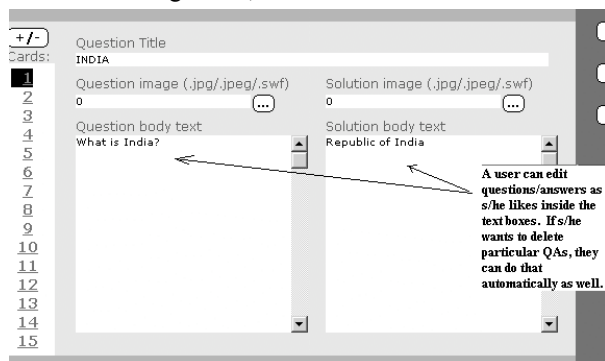 +/-
Cards:
1
2
3
4
5
6
7
8
9
10
11
12
13
14
15
Question Title
INDIA
Question image (.jpg/.jpeg/.swf)
0
...
Solution image (.jpg/.jpeg/.swf)
0
...
Question body text
What is India?
Solution body text
Republic of India
A user can edit
questions/answers as
s/he likes inside the
text boxes. If s/he
wants to delete
particular QAs, they
can do that
automatically as well.